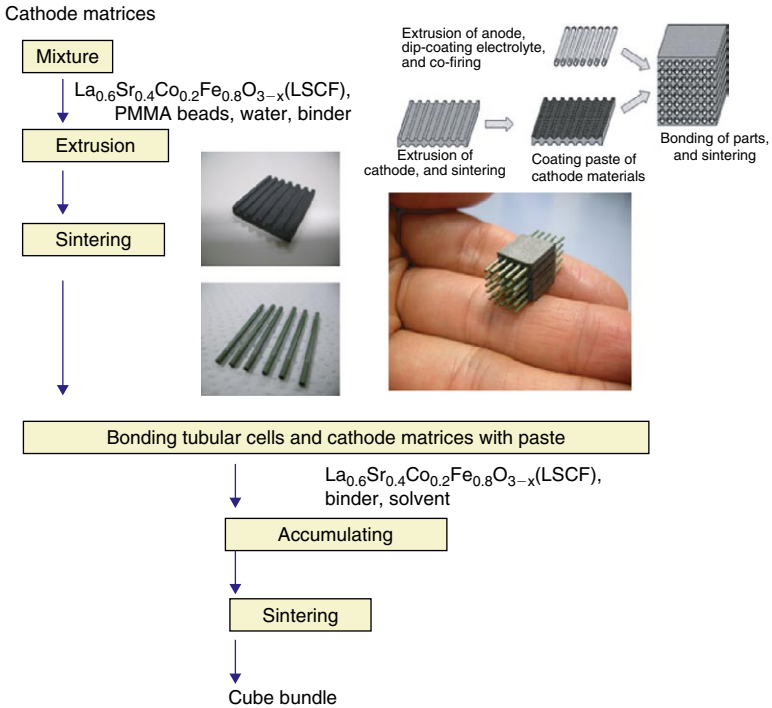 Cathode matrices
Mixture
La0.6Sr0.4Co0.2Fe0.8O3−x(LSCF),
PMMA beads, water, binder
Extrusion
Sintering
Extrusion of anode,
dip-coating electrolyte,
and co-firing
Extrusion of
cathode, and sintering
Coating paste of
cathode materials
Bonding of parts,
and sintering
Bonding tubular cells and cathode matrices with paste
La0.6Sr0.4Co0.2Fe0.8O3−x(LSCF),
binder, solvent
Accumulating
Sintering
Cube bundle